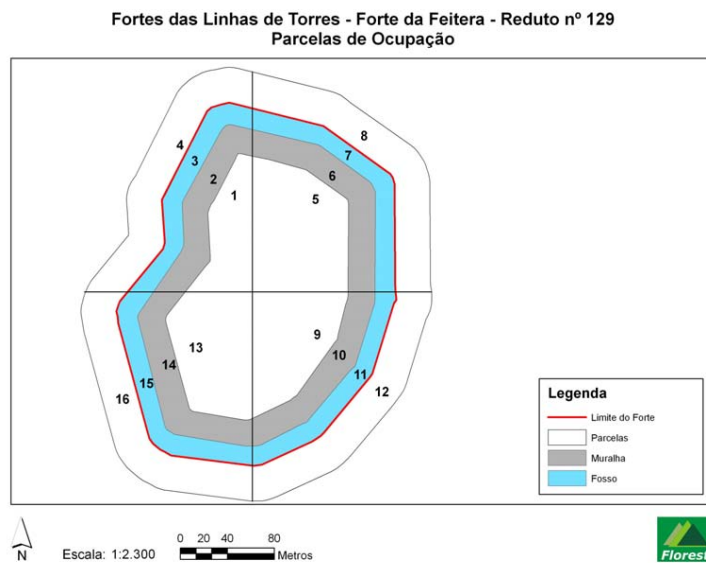 Fortes das Linhas de Torres - Forte da Feitera - Reduto nº 129
Parcelas de Ocupação
4
8
3
7
2
6
1
5
9
13
10
14
11
15
12
16
Legenda
Limite do Forte
Parcelas
Muralha
Fosso
N
Escala: 1:2.300
0 20 40 80
Metros